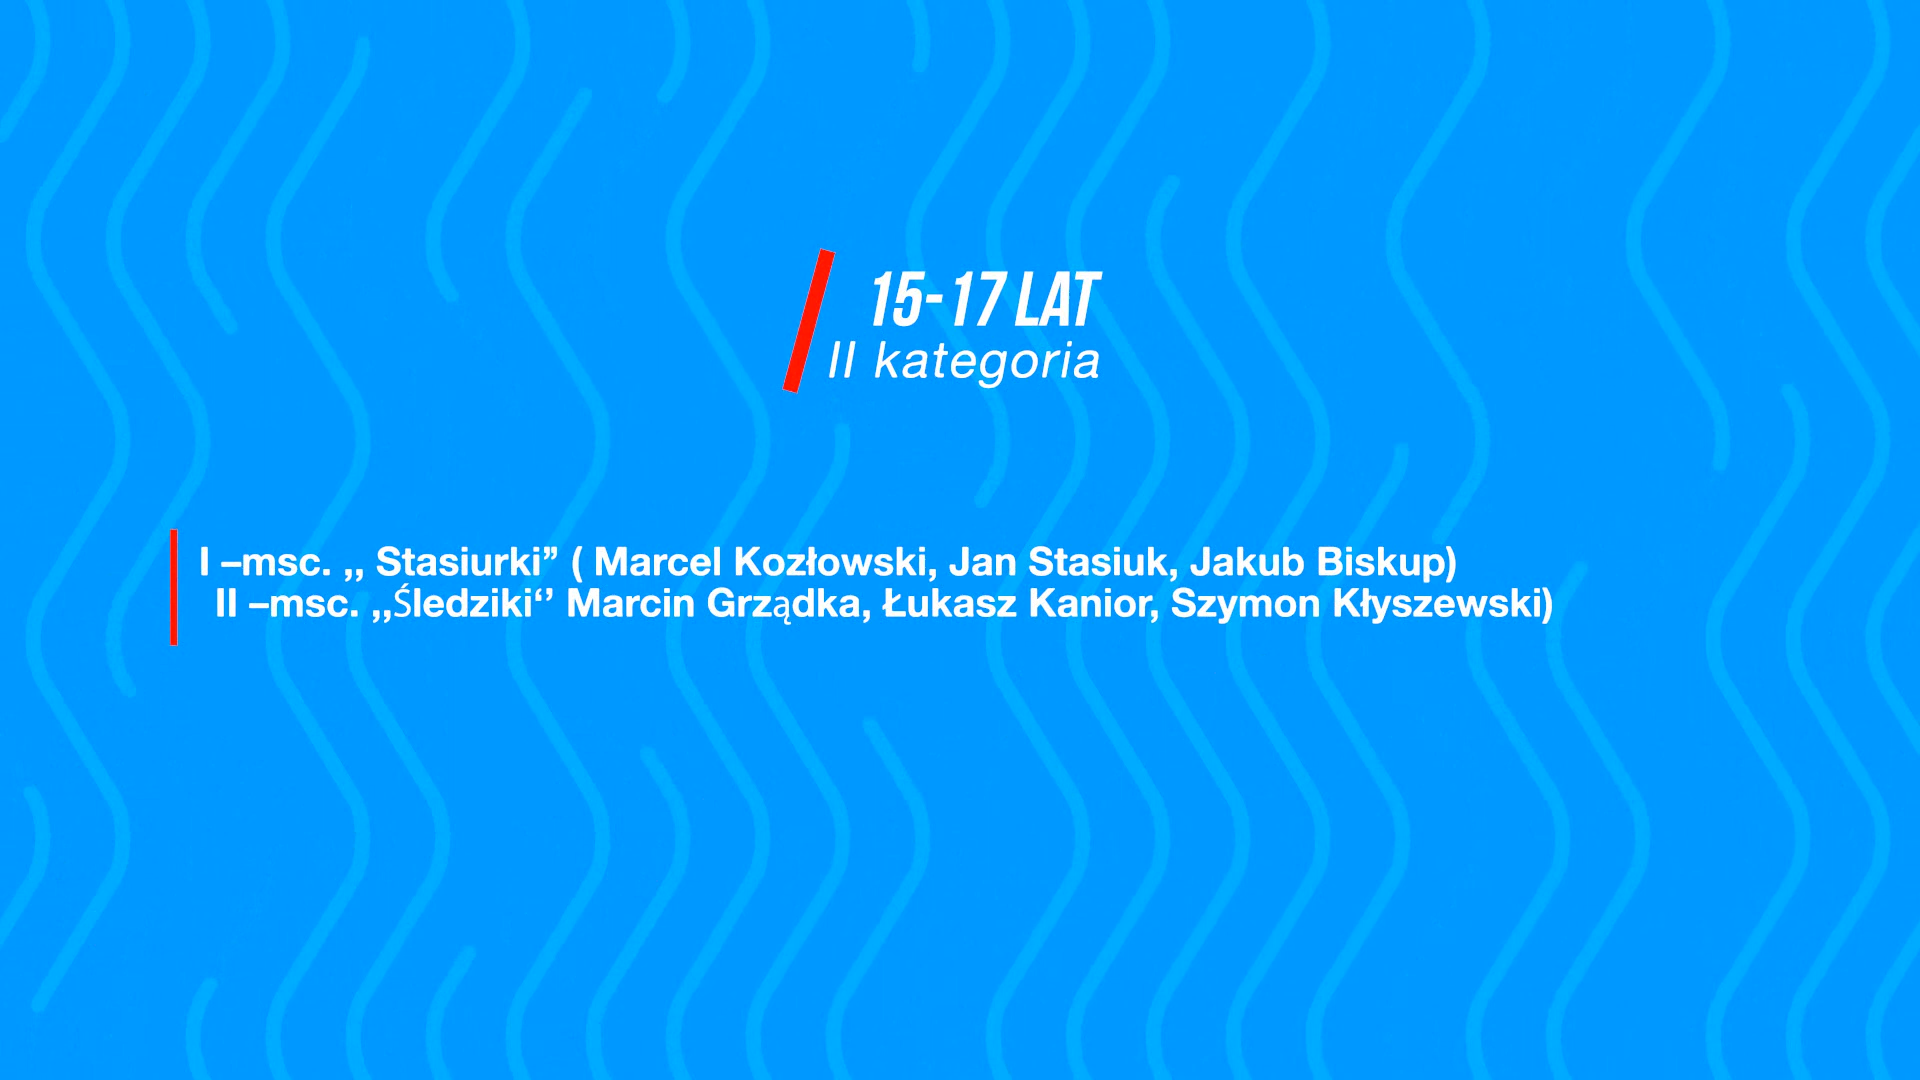 15-17 LAT
II kategoria
I –msc. ,, Stasiurki” ( Marcel Kozłowski, Jan Stasiuk, Jakub Biskup)
II –msc. ,,Śledziki‘’ Marcin Grządka, Łukasz Kanior, Szymon Kłyszewski)